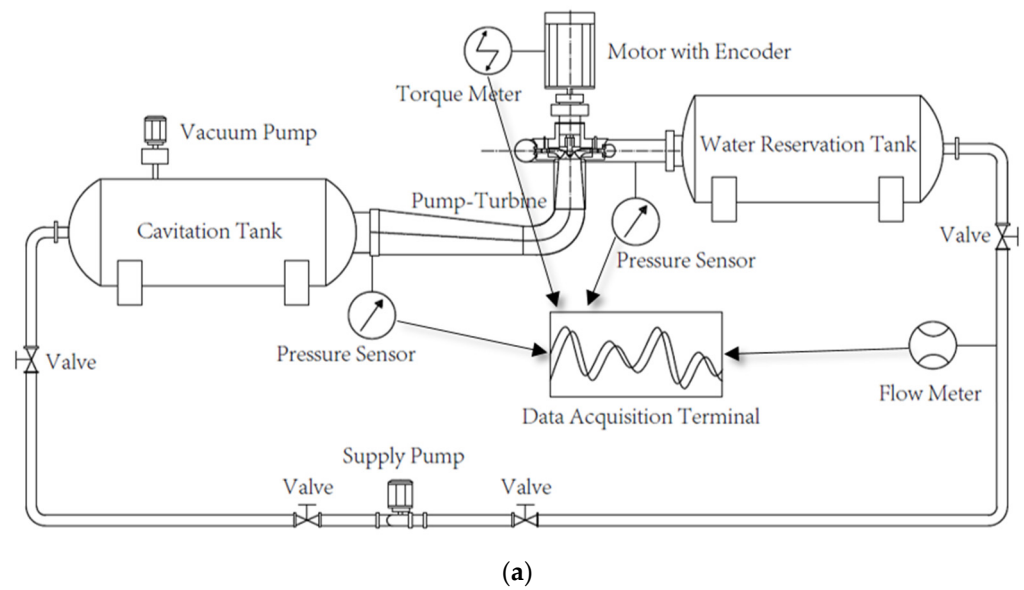 Motor with Encoder
Torque Meter
Vacuum Pump
Water Reservation Tank
Pump-Turbine
Cavitation Tank
Valve
Pressure Sensor
Pressure Sensor
Valve
Flow Meter
Data Acquisition Terminal
Supply Pump
Valve
Valve
(a)